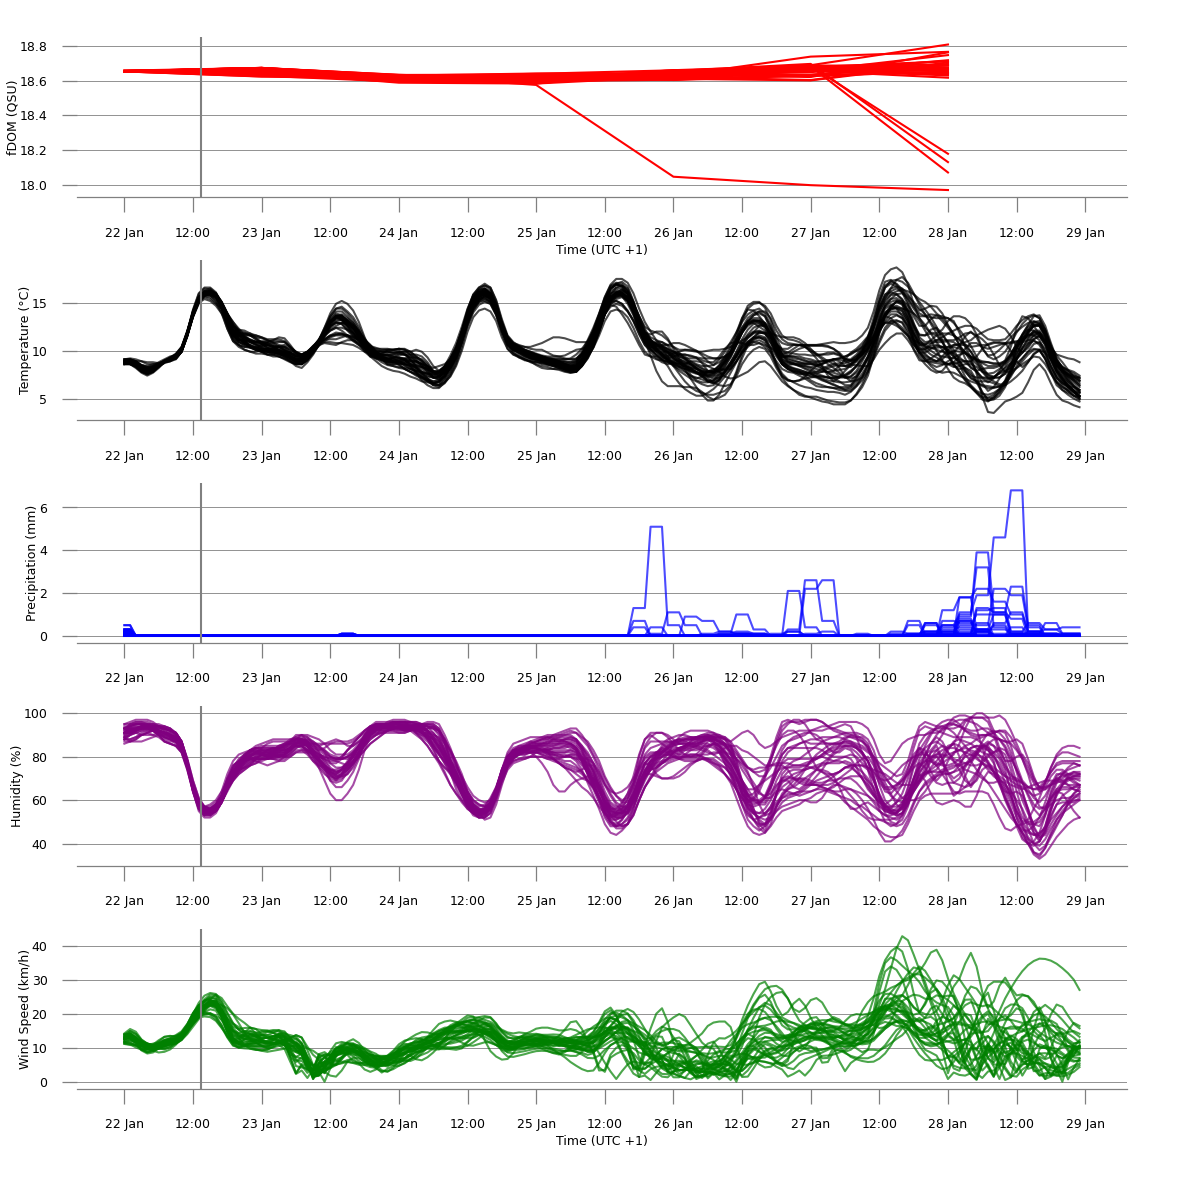 18.8
18.6
18.4
18.2
18.0
fDOM (QSU)
22 Jan 12:00 23 Jan 12:00 24 Jan 12:00 25 Jan 12:00 26 Jan 12:00 27 Jan 12:00 28 Jan 12:00 29 Jan
Time (UTC +1)
15
10
5
Temperature (°C)
22 Jan 12:00 23 Jan 12:00 24 Jan 12:00 25 Jan 12:00 26 Jan 12:00 27 Jan 12:00 28 Jan 12:00 29 Jan
6
4
2
0
Precipitation (mm)
22 Jan 12:00 23 Jan 12:00 24 Jan 12:00 25 Jan 12:00 26 Jan 12:00 27 Jan 12:00 28 Jan 12:00 29 Jan
100
80
60
40
Humidity (%)
22 Jan 12:00 23 Jan 12:00 24 Jan 12:00 25 Jan 12:00 26 Jan 12:00 27 Jan 12:00 28 Jan 12:00 29 Jan
40
30
20
10
0
Wind Speed (km/h)
22 Jan 12:00 23 Jan 12:00 24 Jan 12:00 25 Jan 12:00 26 Jan 12:00 27 Jan 12:00 28 Jan 12:00 29 Jan
Time (UTC +1)